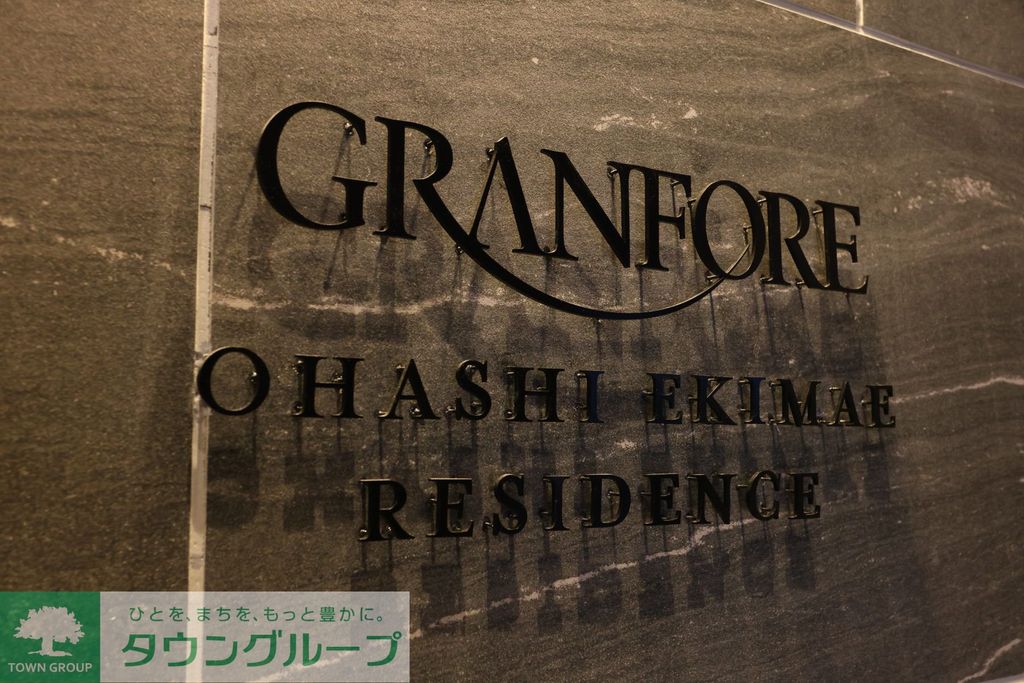 GRANFORE
OHASHI EKIMAE
RESIDENCE
ひとを、まちを、もっと豊かに。
タウングループ
TOWN GROUP